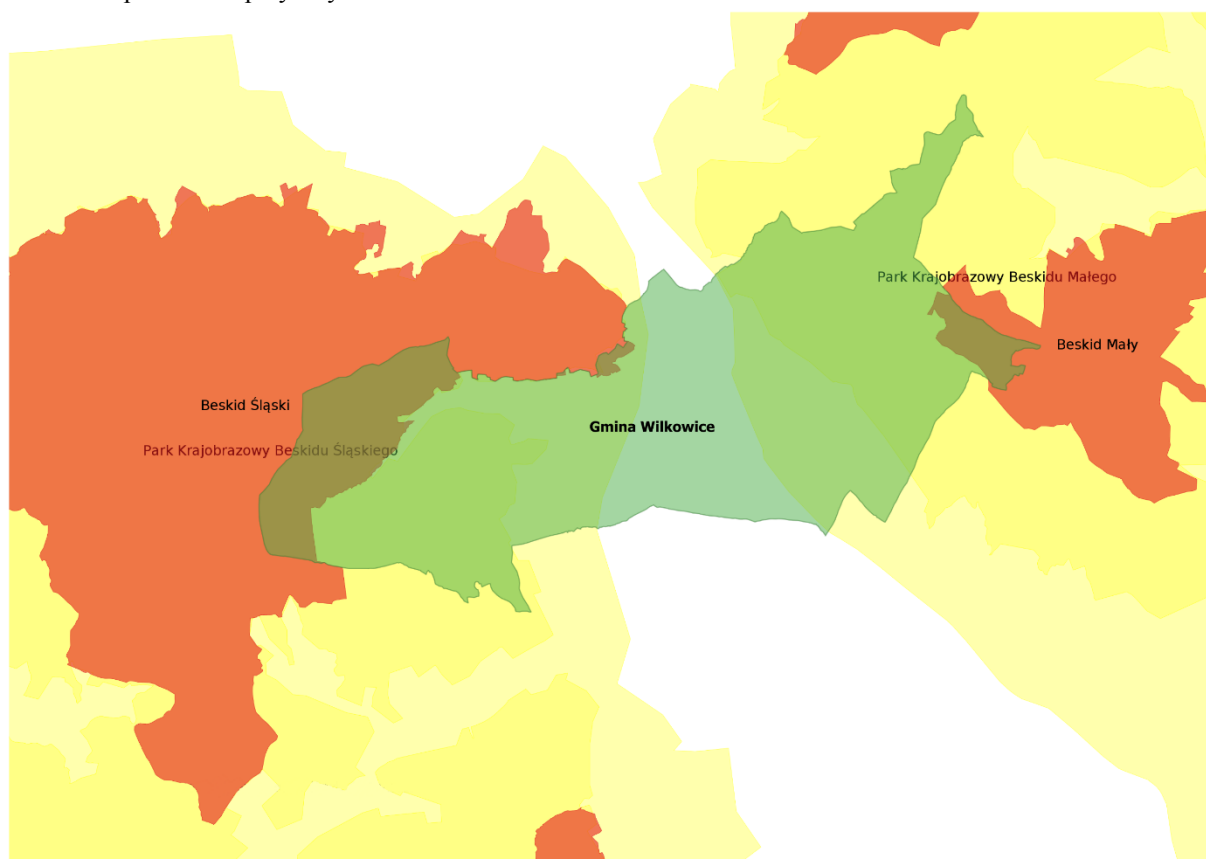 Park Krajobrazowy Beskidu Małego
Beskid Mały
Beskid Śląski
Gmina Wilkowice
Park Krajobrazowy Beskidu Śląskiego